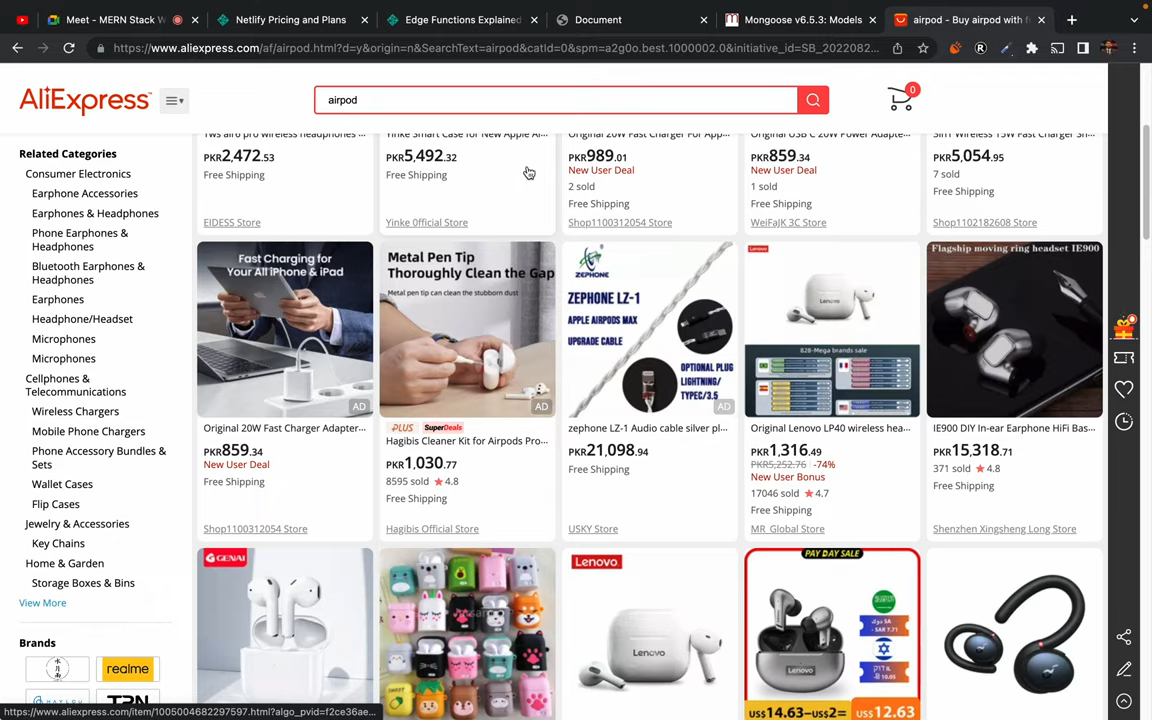 Meet - MERN Stack W
Netlify Pricing and Plans
Edge Functions Explained
Document
Mongoose v6.5.3: Models
airpod - Buy airpod with f
https://www.aliexpress.com/af/airpod.html?d=y&origin=n&SearchText=airpod&catId=0&spm=a2g0o.best.1000002.0&initiative_id=SB_2022082...
AliExpress
airpod
0
Related Categories
Consumer Electronics
Earphone Accessories
Earphones & Headphones
Phone Earphones &
Headphones
Bluetooth Earphones &
Headphones
Earphones
Headphone/Headset
Microphones
Microphones
Cellphones &
Telecommunications
Wireless Chargers
Mobile Phone Chargers
Phone Accessory Bundles &
Sets
Wallet Cases
Flip Cases
Jewelry & Accessories
Key Chains
Home & Garden
Storage Boxes & Bins
View More
Brands
realme
Tws air6 pro wireless headphones ...
PKR2,472.53
Free Shipping
EIDESS Store
Yinke Smart Case for New Apple Ai...
PKR5,492.32
Free Shipping
Yinke 0fficial Store
Original 20W Fast Charger For App...
PKR989.01
New User Deal
2 sold
Free Shipping
Shop1100312054 Store
Original USB C 20W Power Adapte...
PKR859.34
New User Deal
1 sold
Free Shipping
WeiFaJK 3C Store
PKR5,054.95
7 sold
Free Shipping
Shop1102182608 Store
Fast Charging for
Your All iPhone & iPad
AD
Original 20W Fast Charger Adapter...
PKR859.34
New User Deal
Free Shipping
Shop1100312054 Store
Metal Pen Tip
Thoroughly Clean the Gap
Metal pen tip can clean the stubborn dust
AD
PLUS SuperDeals
Hagibis Cleaner Kit for Airpods Pro...
PKR1,030.77
8595 sold ★ 4.8
Free Shipping
Hagibis Official Store
ZEPHONE
ZEPHONE LZ-1
APPLE AIRPODS MAX
UPGRADE CABLE
OPTIONAL PLUG
LIGHTNING/
TYPEC/3.5
AD
zephone LZ-1 Audio cable silver pl...
PKR21,098.94
Free Shipping
USKY Store
Lenovo
Lenovo
828-Mega brands sale
Original Lenovo LP40 wireless hea...
PKR1,316.49
PKR5,252.76 -74%
New User Bonus
17046 sold ★ 4.7
Free Shipping
MR_Global Store
Flagship moving ring headset IE900
IE900 DIY In-ear Earphone HiFi Bas...
PKR15,318.71
371 sold ★ 4.8
Free Shipping
Shenzhen Xingsheng Long Store
GENAI
Lenovo
Lenovo
PAY DAY SALE
Lenovo
US$14.63-US$2= US$12.63
https://www.aliexpress.com/item/1005004682297597.html?algo_pvid=f2ce36ae...